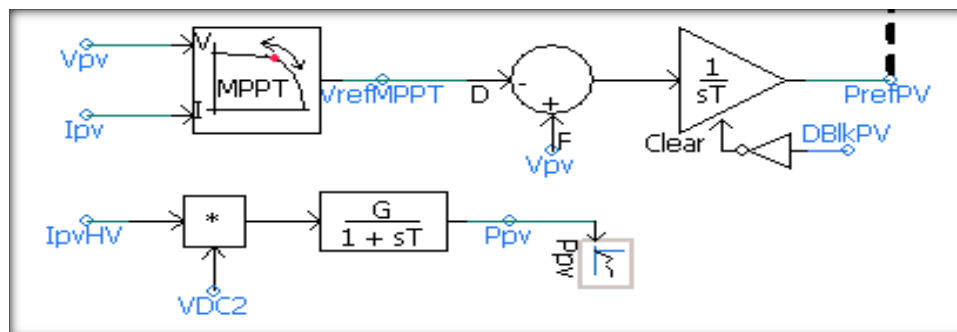 Vpv
V
MPPT
I
Ipv
VrefMPPT
D
-
+
F
Vpv
1
sT
Clear
PrefPV
DBlkPV
IpvHV
*
VDC2
G
1 + sT
Ppv
Ppv